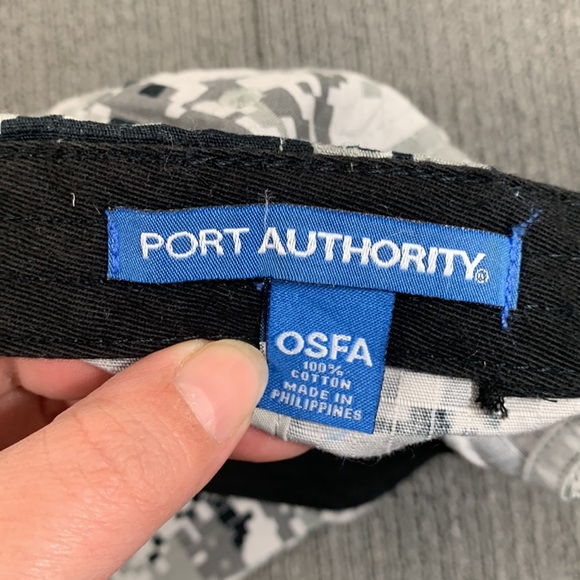 PORT AUTHORITY®
OSFA
100%
COTTON
MADE IN
PHILIPPINES